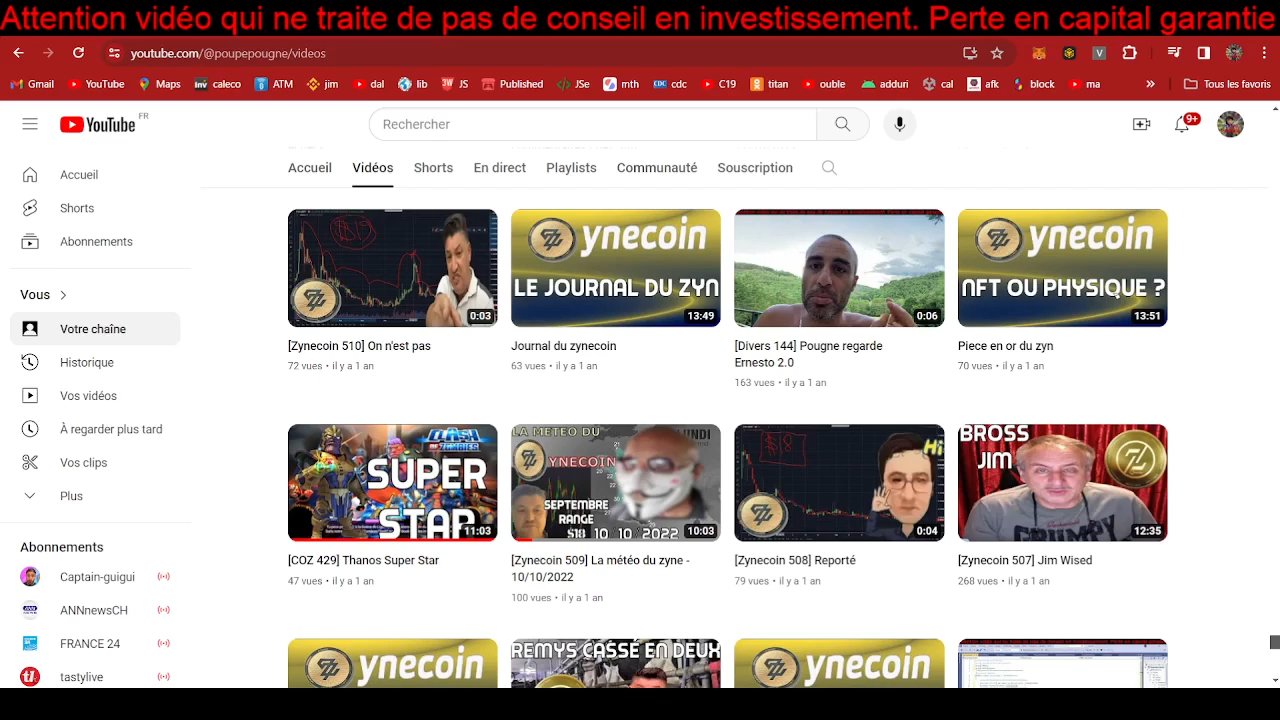 Attention vidéo qui ne traite de pas de conseil en investissement. Perte en capital garantie
youtube.com/@poupepougne/videos
Gmail YouTube Maps caleco ATM jim dal lib JS Published JSe mth cdc C19 titan ouble adduri cal afk block ma » Tous les favoris
YouTube FR
Rechercher
9+
Accueil Vidéos Shorts En direct Playlists Communauté Souscription
Accueil
Shorts
Abonnements
Vous
Votre chaîne
Historique
Vos vidéos
À regarder plus tard
Vos clips
Plus
Abonnements
Captain-guigui
ANNnewsCH
FRANCE 24
tastylive
$19
0:03
ynecoin
LE JOURNAL DU ZYN
13:49
0:06
ynecoin
NFT OU PHYSIQUE ?
13:51
[Zynecoin 510] On n'est pas
72 vues • il y a 1 an
Journal du zynecoin
63 vues • il y a 1 an
[Divers 144] Pougne regarde
Ernesto 2.0
163 vues • il y a 1 an
Piece en or du zyn
70 vues • il y a 1 an
SUPER
STAR
11:03
LA METEO DU
YNECOIN
SEPTEMBRE
RANGE
$18 10 10 2022
10:03
$18
Hi
0:04
BROSS
JIM
GRUMPY
12:35
[COZ 429] Thanos Super Star
47 vues • il y a 1 an
[Zynecoin 509] La météo du zyne -
10/10/2022
100 vues • il y a 1 an
[Zynecoin 508] Reporté
79 vues • il y a 1 an
[Zynecoin 507] Jim Wised
268 vues • il y a 1 an
ynecoin
REMYS CASSÉ EN DEUX
ynecoin